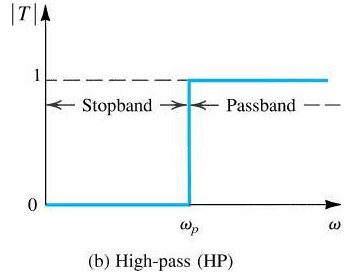 |T|
1
Stopband Passband
0
ωp ω
(b) High-pass (HP)